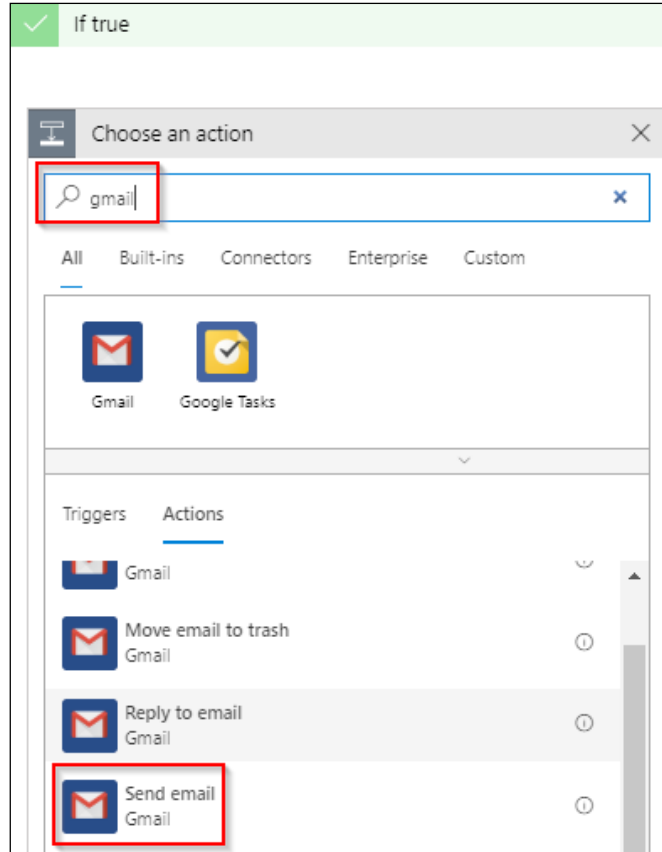 If true
Choose an action
gmail
All Built-ins Connectors Enterprise Custom
Gmail Google Tasks
Triggers Actions
Gmail
Move email to trash
Gmail
Reply to email
Gmail
Send email
Gmail